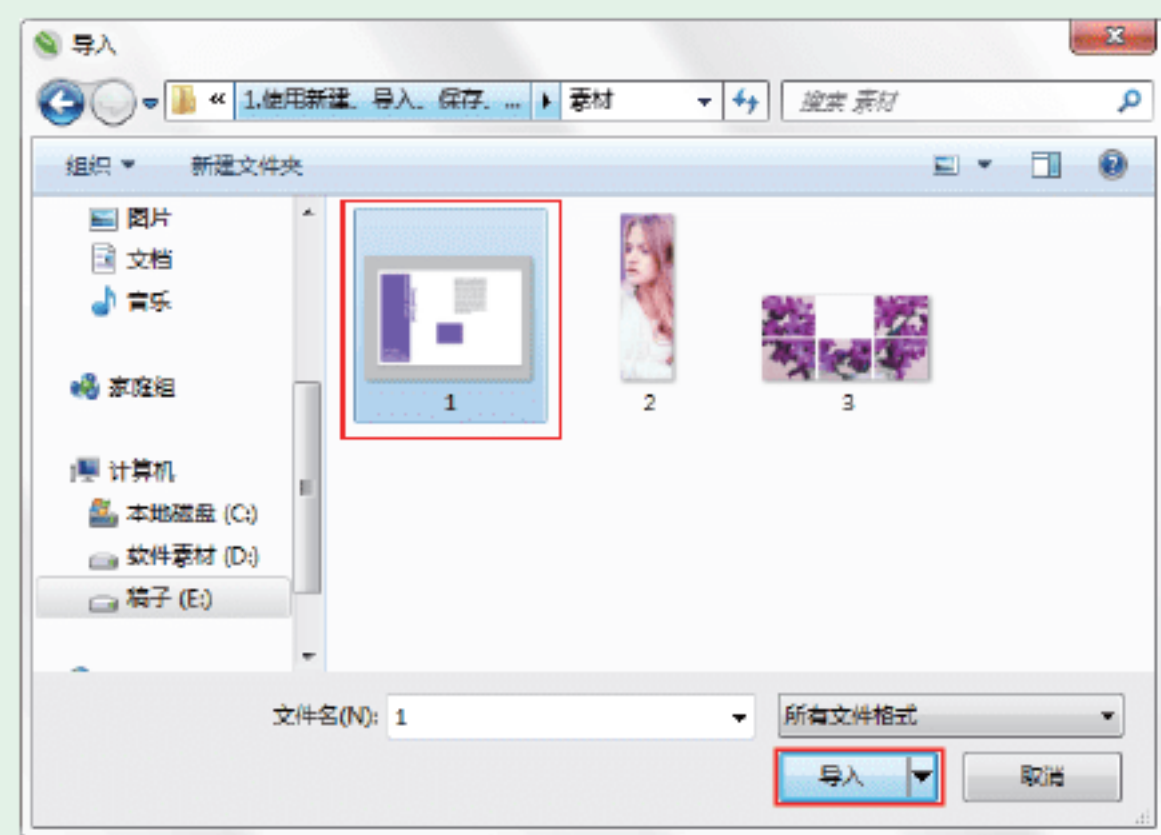 导入
« 1.使用新建、导入、保存、... 素材 搜索 素材
组织 新建文件夹
图片
文档
音乐
家庭组
计算机
本地磁盘 (C:)
软件素材 (D:)
稿子 (E:)
1 2 3
文件名(N): 1 所有文件格式
导入 取消